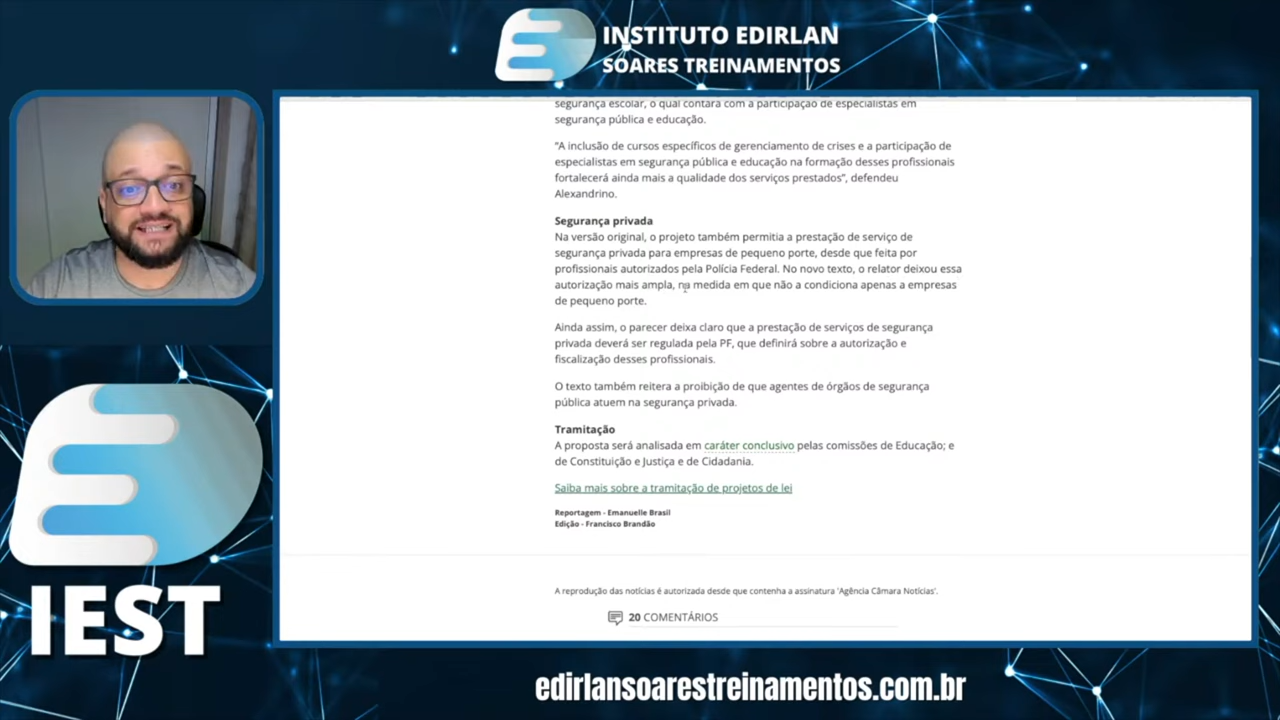 INSTITUTO EDIRLAN
SOARES TREINAMENTOS
segurança escolar, o qual contará com a participação de especialistas em
segurança pública e educação.
"A inclusão de cursos específicos de gerenciamento de crises e a participação de
especialistas em segurança pública e educação na formação desses profissionais
fortalecerá ainda mais a qualidade dos serviços prestados", defendeu
Alexandrino.
Segurança privada
Na versão original, o projeto também permitia a prestação de serviço de
segurança privada para empresas de pequeno porte, desde que feita por
profissionais autorizados pela Polícia Federal. No novo texto, o relator deixou essa
autorização mais ampla, na medida em que não a condiciona apenas a empresas
de pequeno porte.
Ainda assim, o parecer deixa claro que a prestação de serviços de segurança
privada deverá ser regulada pela PF, que definirá sobre a autorização e
fiscalização desses profissionais.
O texto também reitera a proibição de que agentes de órgãos de segurança
pública atuem na segurança privada.
Tramitação
A proposta será analisada em caráter conclusivo pelas comissões de Educação; e
de Constituição e Justiça e de Cidadania.
Saiba mais sobre a tramitação de projetos de lei
Reportagem - Emanuelle Brasil
Edição - Francisco Brandão
A reprodução das notícias é autorizada desde que contenha a assinatura 'Agência Câmara Notícias'.
20 COMENTÁRIOS
IEST
edirlansoarestreinamentos.com.br